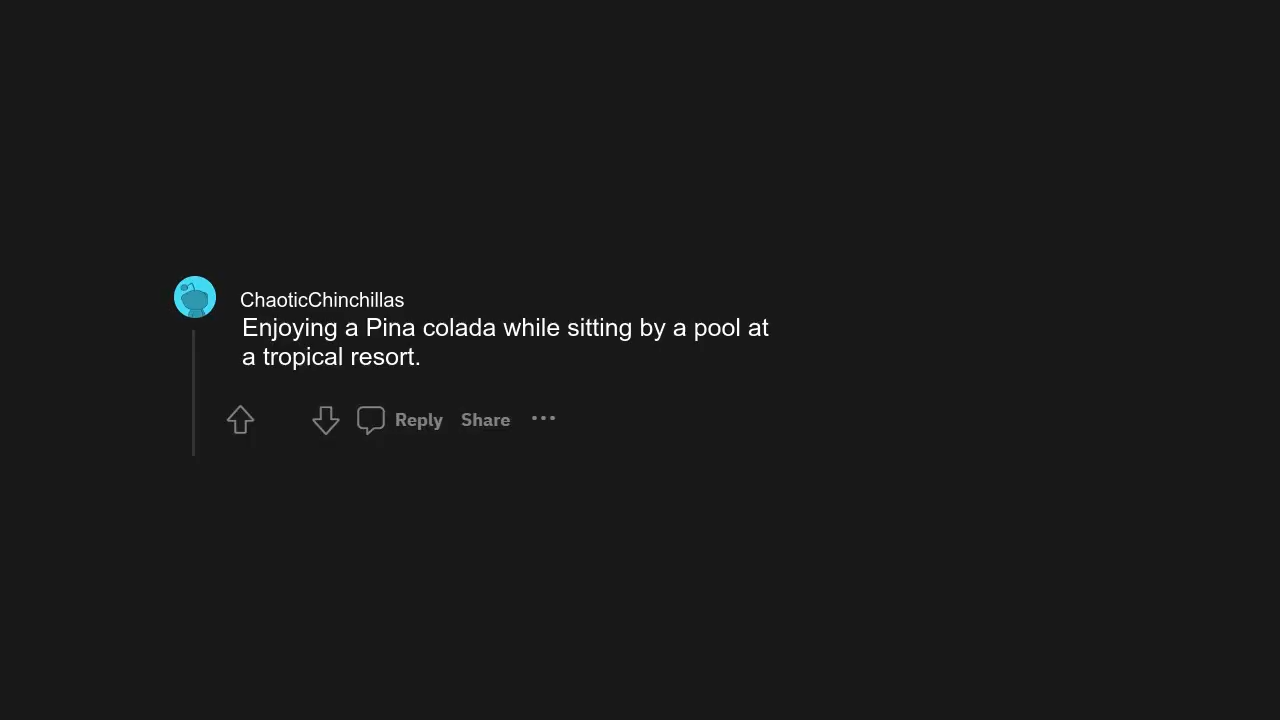 ChaoticChinchillas
Enjoying a Pina colada while sitting by a pool at
a tropical resort.
Reply Share